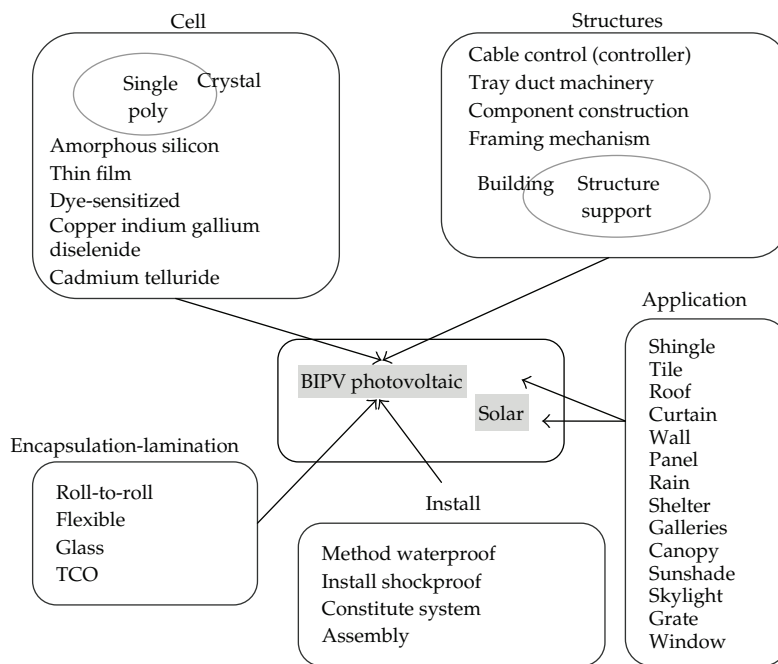 Cell
Single
poly
Crystal
Amorphous silicon
Thin film
Dye-sensitized
Copper indium gallium
diselenide
Cadmium telluride
Structures
Cable control (controller)
Tray duct machinery
Component construction
Framing mechanism
Building
Structure
support
BIPV photovoltaic
Solar
Application
Shingle
Tile
Roof
Curtain
Wall
Panel
Rain
Shelter
Galleries
Canopy
Sunshade
Skylight
Grate
Window
Encapsulation-lamination
Roll-to-roll
Flexible
Glass
TCO
Install
Method waterproof
Install shockproof
Constitute system
Assembly